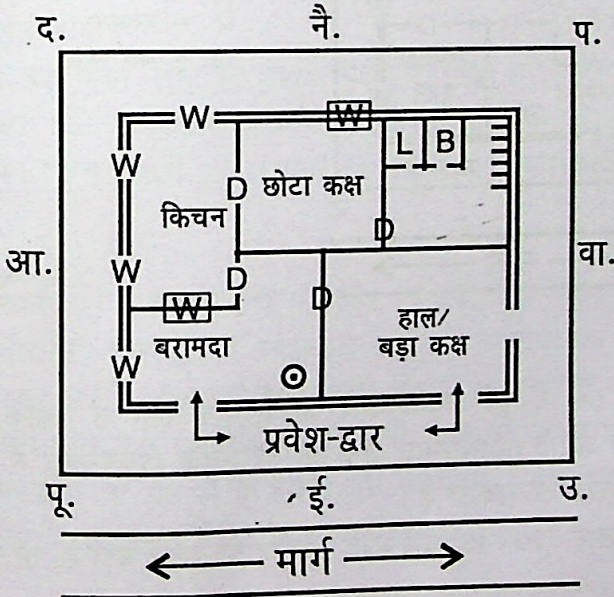 द. नै. प.
W W
W L B
D छोटा कक्ष
किचन
D
आ. W D वा.
D
W हाल/
बरामदा बड़ा कक्ष
W
प्रवेश-द्वार
पू. ई. उ.
मार्ग